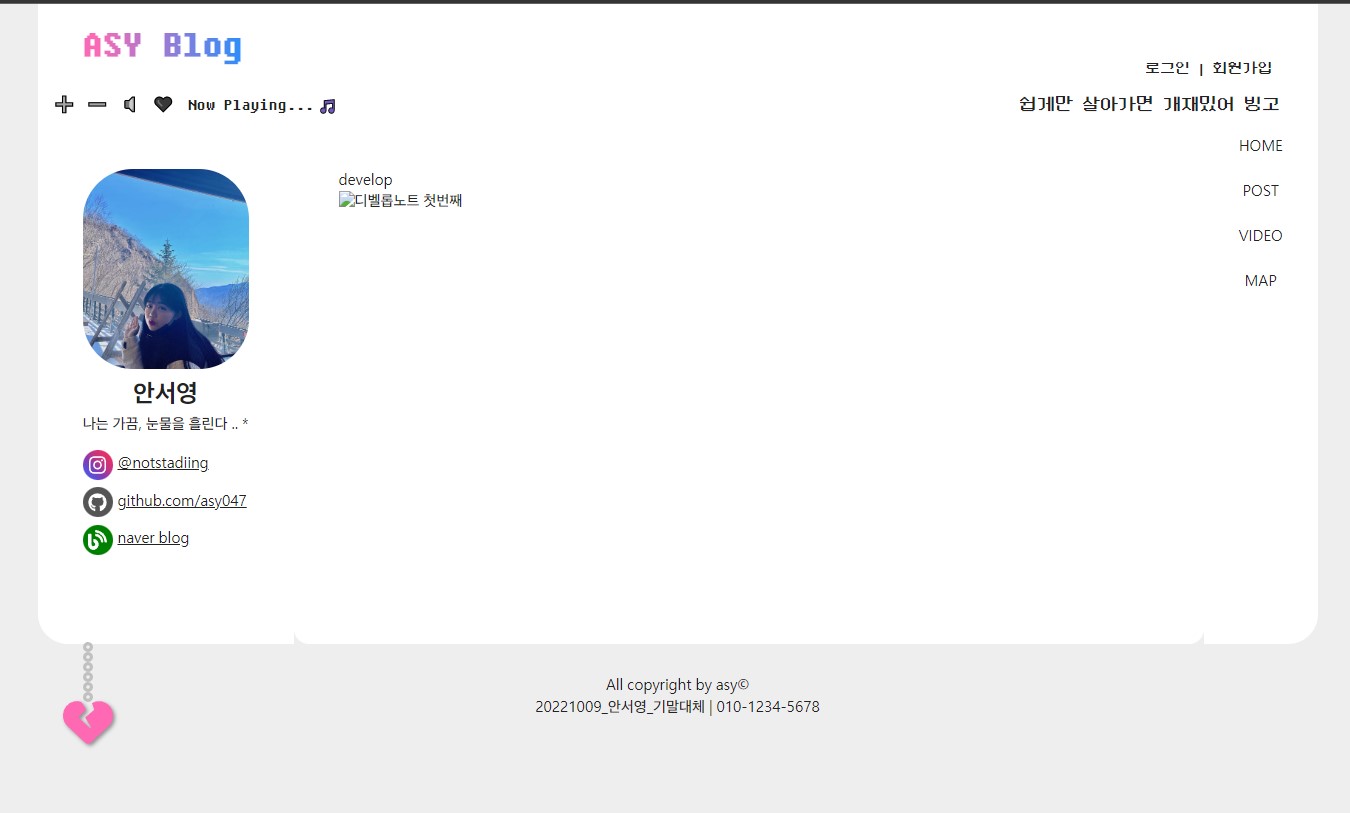 ASY Blog
로그인 | 회원가입
Now Playing...
쉽게만 살아가면 개재밌어 빙고
HOME
POST
VIDEO
MAP
develop
디벨롭노트 첫번째
안서영
나는 가끔, 눈물을 흘린다 .. *
@notstadiing
github.com/asy047
naver blog
All copyright by asy©
20221009_안서영_기말대체 | 010-1234-5678